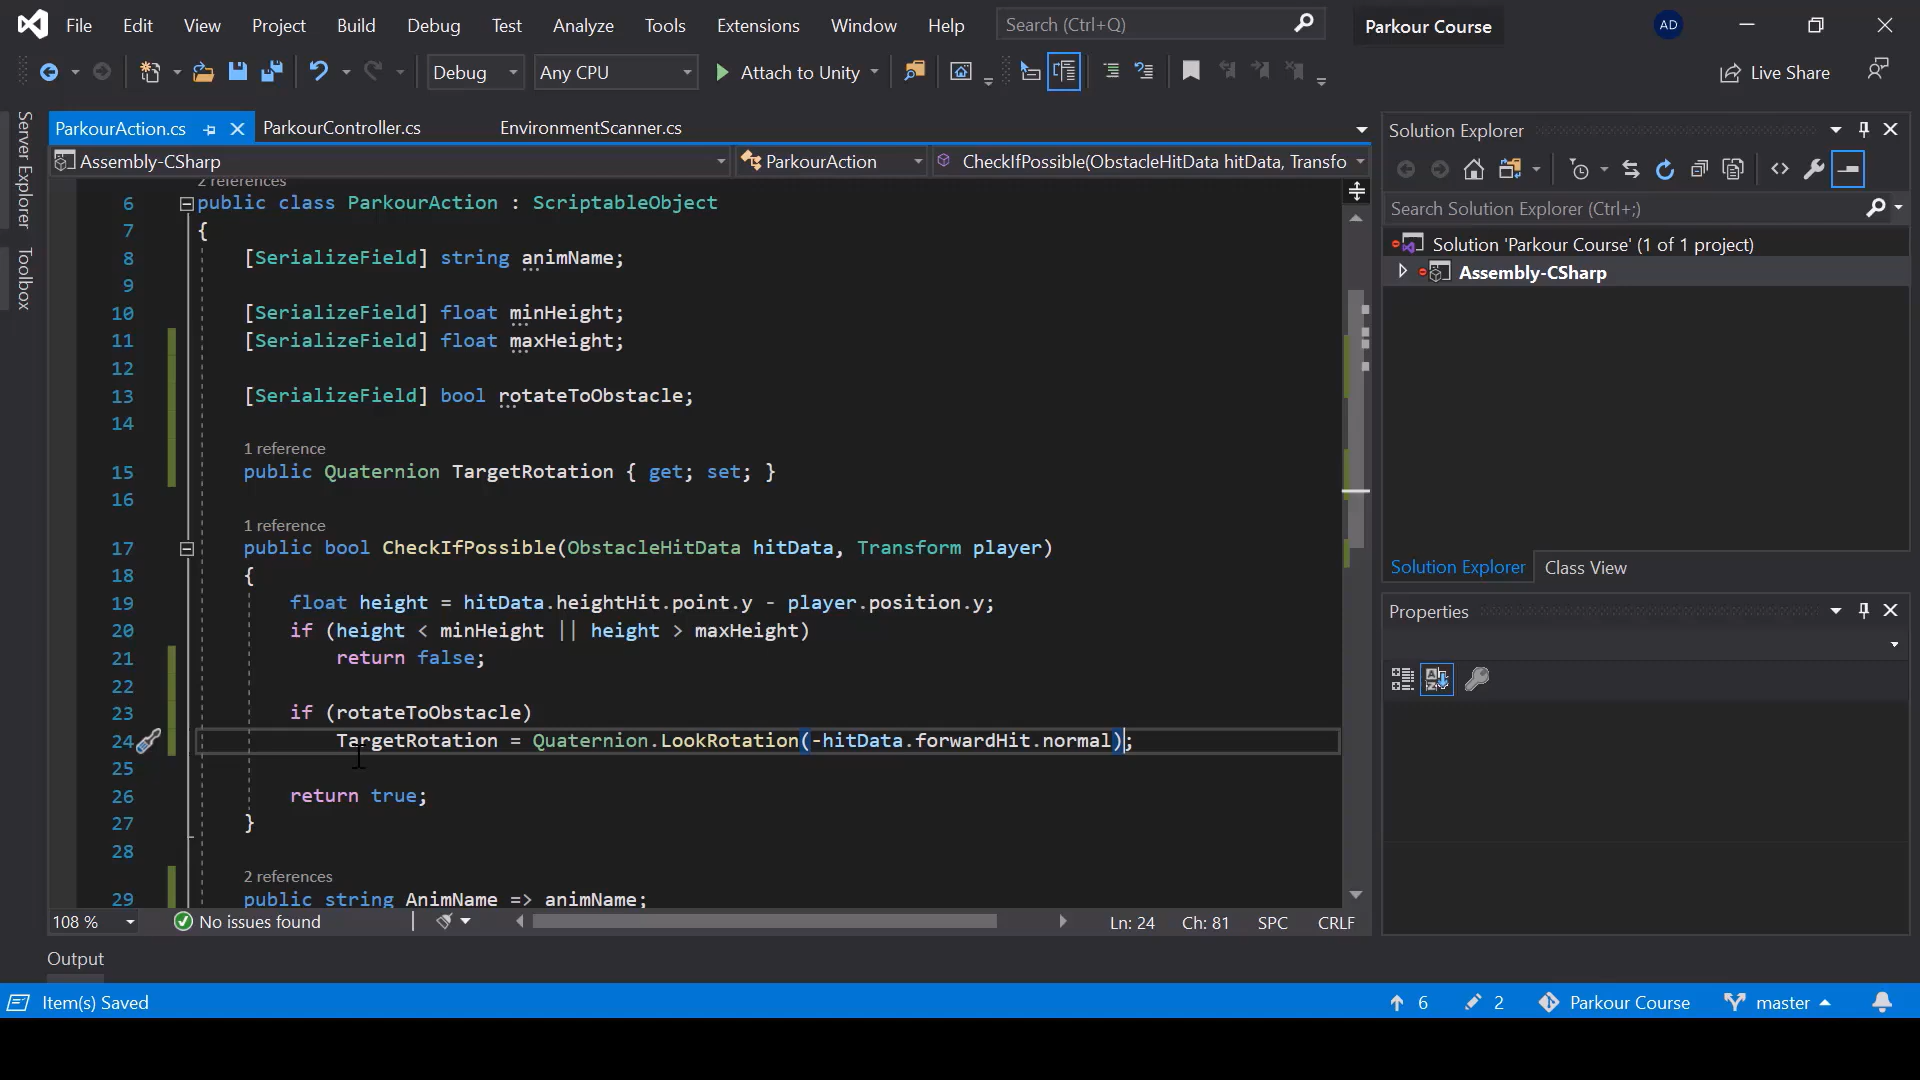 File Edit View Project Build Debug Test Analyze Tools Extensions Window Help Search (Ctrl+Q) Parkour Course AD
Debug Any CPU Attach to Unity Live Share
Server Explorer
Toolbox
ParkourAction.cs ParkourController.cs EnvironmentScanner.cs
Assembly-CSharp ParkourAction CheckIfPossible(ObstacleHitData hitData, Transfo
2 references
6 public class ParkourAction : ScriptableObject
7 {
8 [SerializeField] string animName;
9
10 [SerializeField] float minHeight;
11 [SerializeField] float maxHeight;
12
13 [SerializeField] bool rotateToObstacle;
14
1 reference
15 public Quaternion TargetRotation { get; set; }
16
1 reference
17 public bool CheckIfPossible(ObstacleHitData hitData, Transform player)
18 {
19 float height = hitData.heightHit.point.y - player.position.y;
20 if (height < minHeight || height > maxHeight)
21 return false;
22
23 if (rotateToObstacle)
24 TargetRotation = Quaternion.LookRotation(-hitData.forwardHit.normal);
25
26 return true;
27 }
28
2 references
29 public string AnimName => animName;
108 % No issues found Ln: 24 Ch: 81 SPC CRLF
Output
Item(s) Saved 6 2 Parkour Course master
Solution Explorer
Search Solution Explorer (Ctrl+;)
Solution 'Parkour Course' (1 of 1 project)
Assembly-CSharp
Solution Explorer Class View
Properties